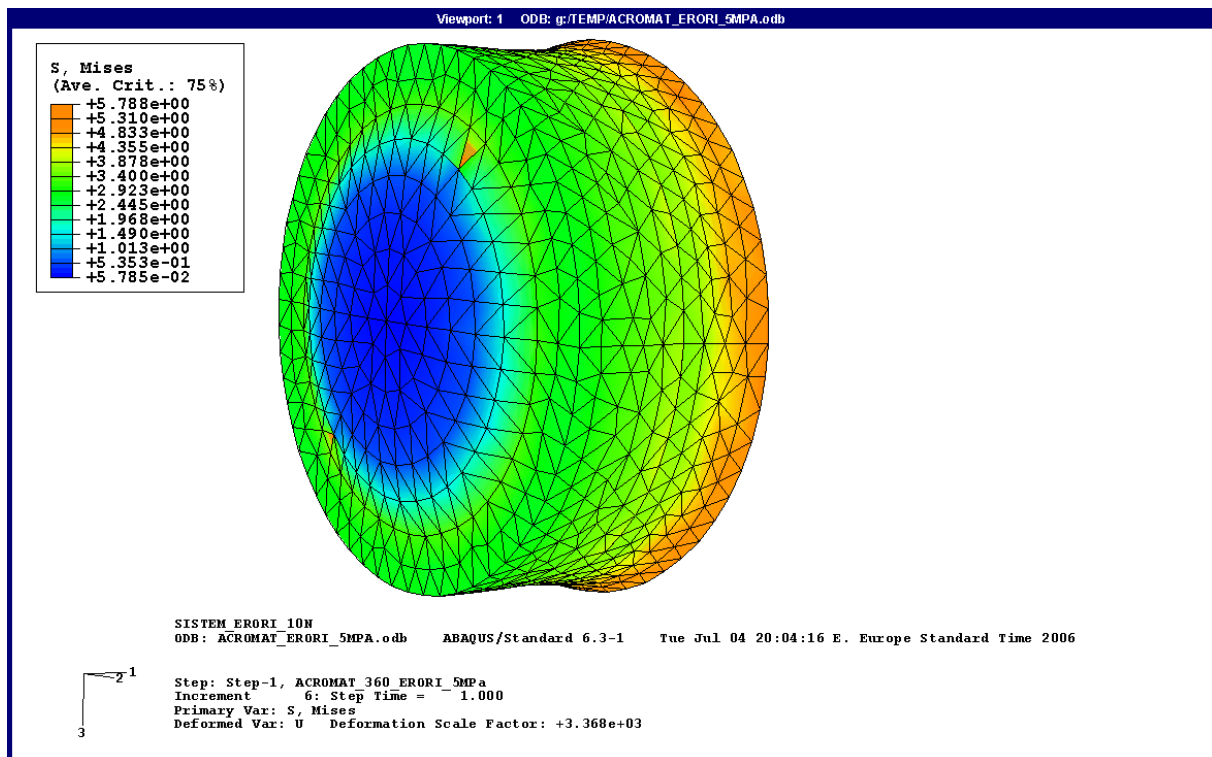 Viewport: 1 ODB: g:/TEMP/ACROMAT_ERORI_5MPA.odb
S, Mises
(Ave. Crit.: 75%)
+5.788e+00
+5.310e+00
+4.833e+00
+4.355e+00
+3.878e+00
+3.400e+00
+2.923e+00
+2.445e+00
+1.968e+00
+1.490e+00
+1.013e+00
+5.353e-01
+5.785e-02
SISTEM_ERORI_10N
ODB: ACROMAT_ERORI_5MPA.odb ABAQUS/Standard 6.3-1 Tue Jul 04 20:04:16 E. Europe Standard Time 2006
1
2
3
Step: Step-1, ACROMAT_360_ERORI_5MPa
Increment 6: Step Time = 1.000
Primary Var: S, Mises
Deformed Var: U Deformation Scale Factor: +3.368e+03